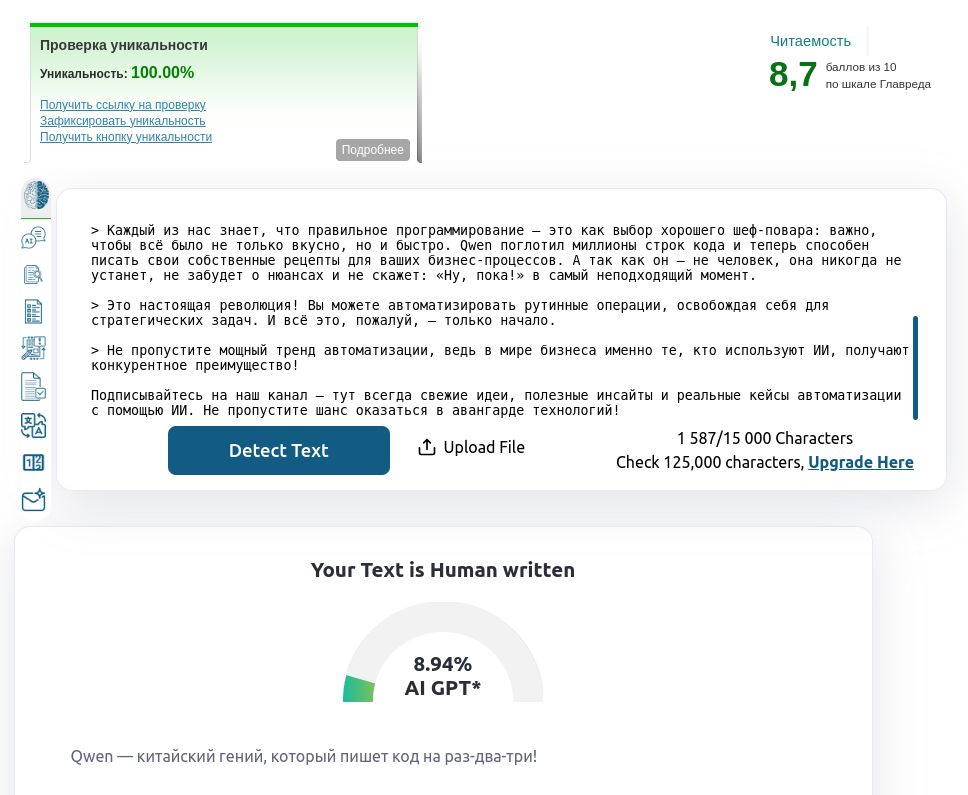 Проверка уникальности
Уникальность: 100.00%
Получить ссылку на проверку
Зафиксировать уникальность
Получить кнопку уникальности
Подробнее
Читаемость
8,7 баллов из 10
по шкале Главреда
AI
> Каждый из нас знает, что правильное программирование — это как выбор хорошего шеф-повара: важно,
чтобы всё было не только вкусно, но и быстро. Qwen поглотил миллионы строк кода и теперь способен
писать свои собственные рецепты для ваших бизнес-процессов. А так как он — не человек, она никогда не
устанет, не забудет о нюансах и не скажет: «Ну, пока!» в самый неподходящий момент.
> Это настоящая революция! Вы можете автоматизировать рутинные операции, освобождая себя для
стратегических задач. И всё это, пожалуй, — только начало.
> Не пропустите мощный тренд автоматизации, ведь в мире бизнеса именно те, кто используют ИИ, получают
конкурентное преимущество!
Подписывайтесь на наш канал — тут всегда свежие идеи, полезные инсайты и реальные кейсы автоматизации
с помощью ИИ. Не пропустите шанс оказаться в авангарде технологий!
Detect Text
Upload File
1 587/15 000 Characters
Check 125,000 characters, Upgrade Here
Your Text is Human written
8.94%
AI GPT*
Qwen — китайский гений, который пишет код на раз-два-три!